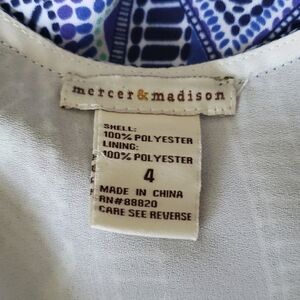 mercer&madison
SHELL:
100% POLYESTER
LINING:
100% POLYESTER
4
MADE IN CHINA
RN#88820
CARE SEE REVERSE